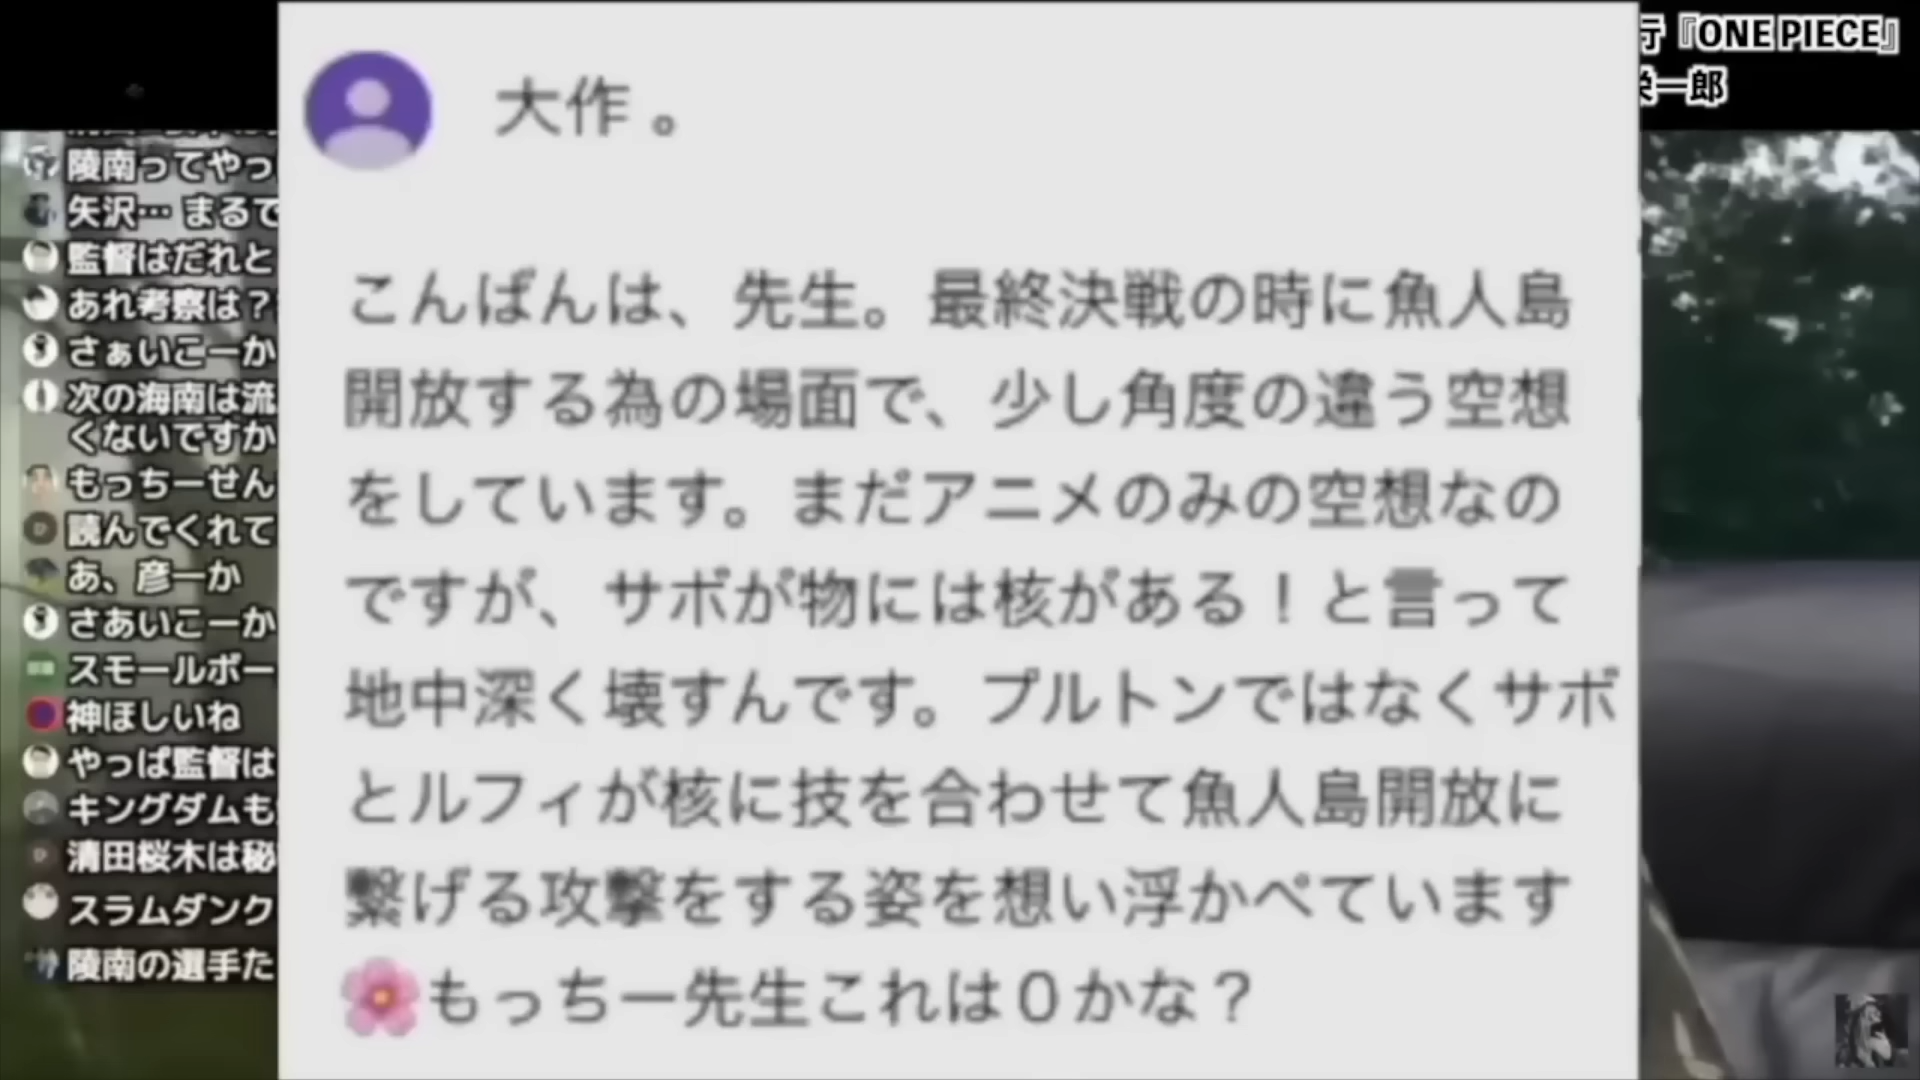 大作 。
こんばんは、先生。最終決戦の時に魚人島
開放する為の場面で、少し角度の違う空想
をしています。まだアニメのみの空想なの
ですが、サボが物には核がある！と言って
地中深く壊すんです。プルトンではなくサボ
とルフィが核に技を合わせて魚人島開放に
繋げる攻撃をする姿を想い浮かべています
🌸もっちー先生これは０かな？
『ONE PIECE』
栄一郎
陵南ってやっ
矢沢… まるで
監督はだれと
あれ考察は？
さぁいこーか
次の海南は流
くないですか
もっちーせん
読んでくれて
あ、彦一か
さあいこーか
スモールボー
神ほしいね
やっぱ監督は
キングダムも
清田桜木は秘
スラムダンク
陵南の選手た